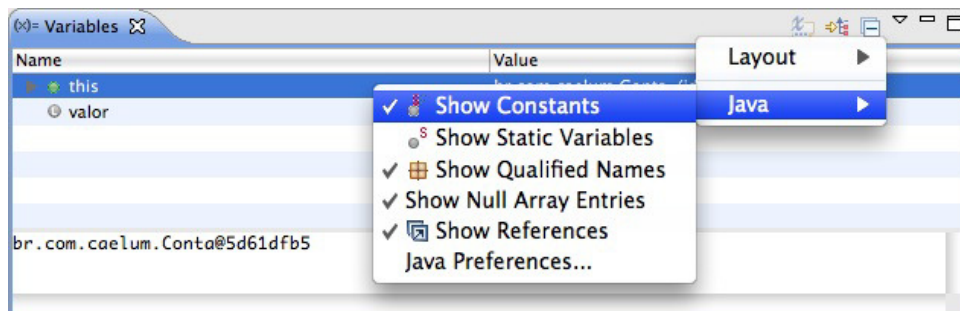 (x)= Variables
Name Value
Layout
this
Java
Show Constants
valor
Show Static Variables
Show Qualified Names
Show Null Array Entries
Show References
br.com.caelum.Conta@5d61dfb5
Java Preferences...